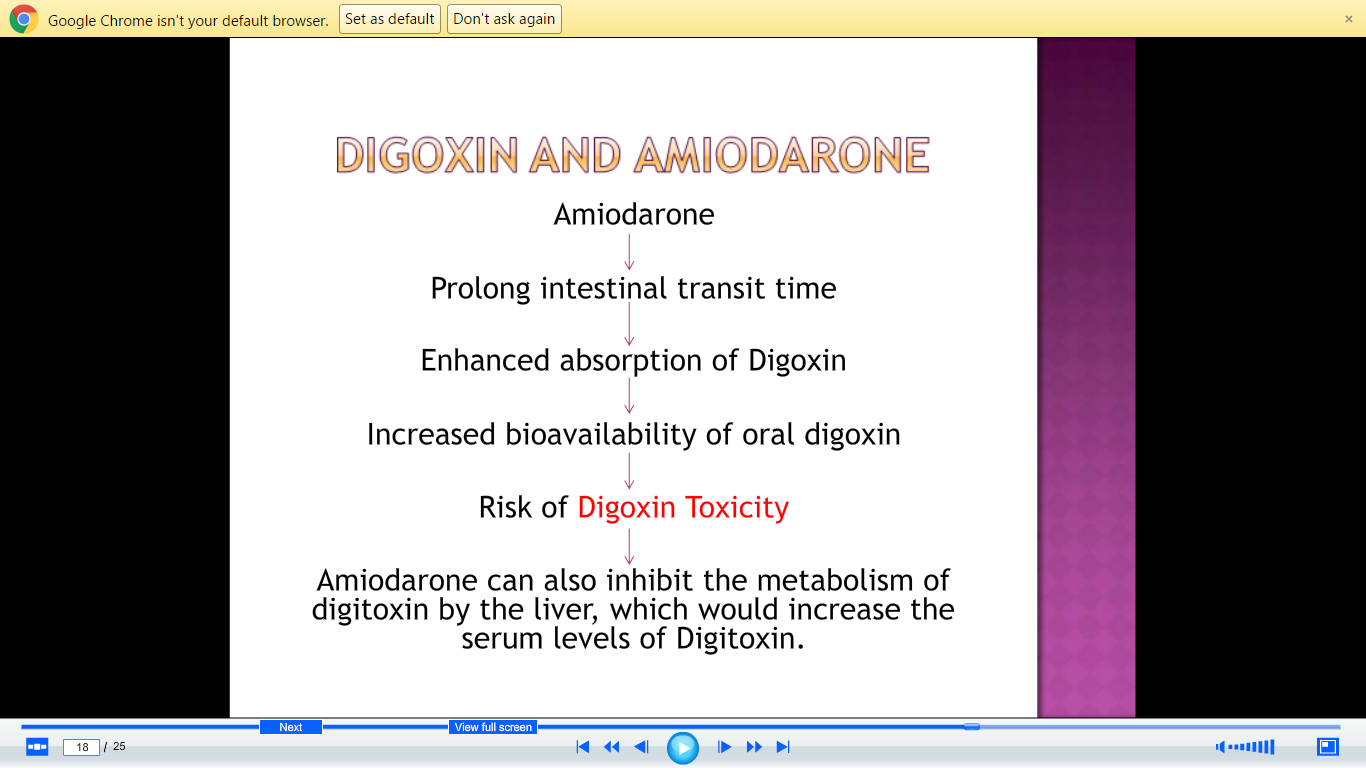 Google Chrome isn't your default browser. Set as default Don't ask again
DIGOXIN AND AMIODARONE
Amiodarone
Prolong intestinal transit time
Enhanced absorption of Digoxin
Increased bioavailability of oral digoxin
Risk of Digoxin Toxicity
Amiodarone can also inhibit the metabolism of
digitoxin by the liver, which would increase the
serum levels of Digitoxin.
Next View full screen
18 / 25